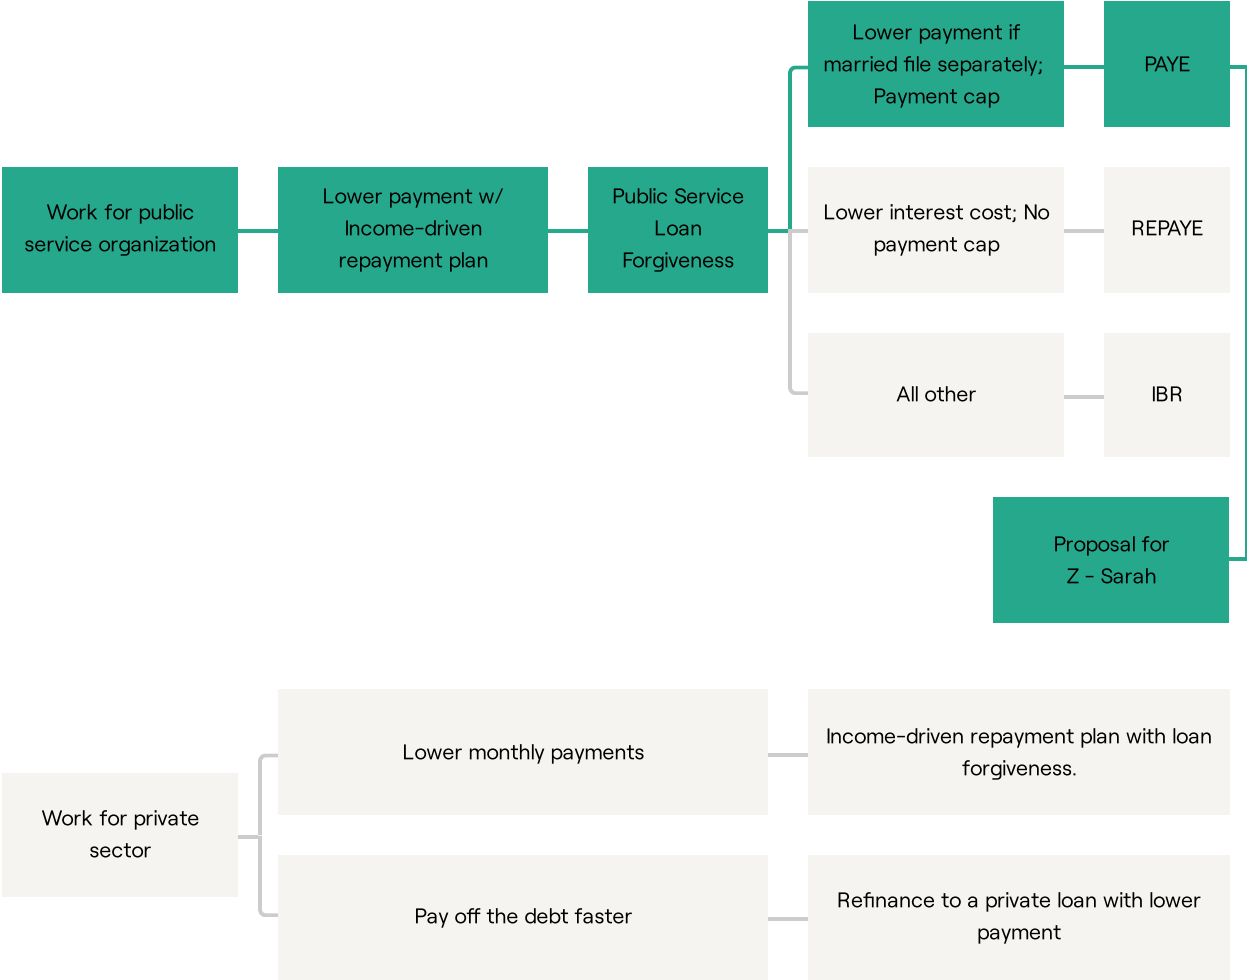 Lower payment if
married file separately;
Payment cap
PAYE
Work for public
service organization
Lower payment w/
Income-driven
repayment plan
Public Service
Loan
Forgiveness
Lower interest cost; No
payment cap
REPAYE
All other
IBR
Proposal for
Z - Sarah
Work for private
sector
Lower monthly payments
Income-driven repayment plan with loan
forgiveness.
Pay off the debt faster
Refinance to a private loan with lower
payment